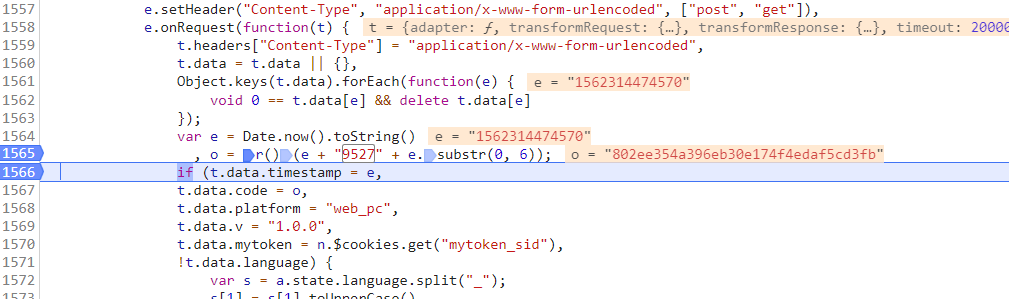 1557 e.setHeader("Content-Type", "application/x-www-form-urlencoded", ["post", "get"]),
1558 e.onRequest(function(t) { t = {adapter: ƒ, transformRequest: {…}, transformResponse: {…}, timeout: 20000
1559 t.headers["Content-Type"] = "application/x-www-form-urlencoded",
1560 t.data = t.data || {},
1561 Object.keys(t.data).forEach(function(e) { e = "1562314474570"
1562 void 0 == t.data[e] && delete t.data[e]
1563 });
1564 var e = Date.now().toString() e = "1562314474570"
1565 , o = r()(e + "9527" + e.substr(0, 6)); o = "802ee354a396eb30e174f4edaf5cd3fb"
1566 if (t.data.timestamp = e,
1567 t.data.code = o,
1568 t.data.platform = "web_pc",
1569 t.data.v = "1.0.0",
1570 t.data.mytoken = n.$cookies.get("mytoken_sid"),
1571 !t.data.language) {
1572 var s = a.state.language.split("_");
1573 s[1] = s[1].toUpperCase()